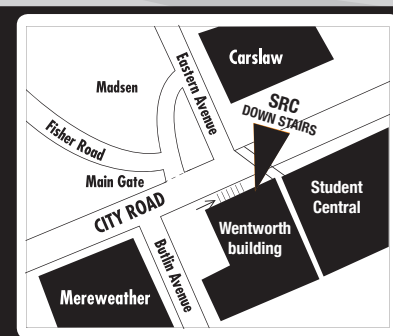 Carslaw
Eastern Avenue
Madsen
SRC
DOWN STAIRS
Fisher Road
Main Gate
CITY ROAD
Student
Central
Wentworth
building
Butlin Avenue
Mereweather